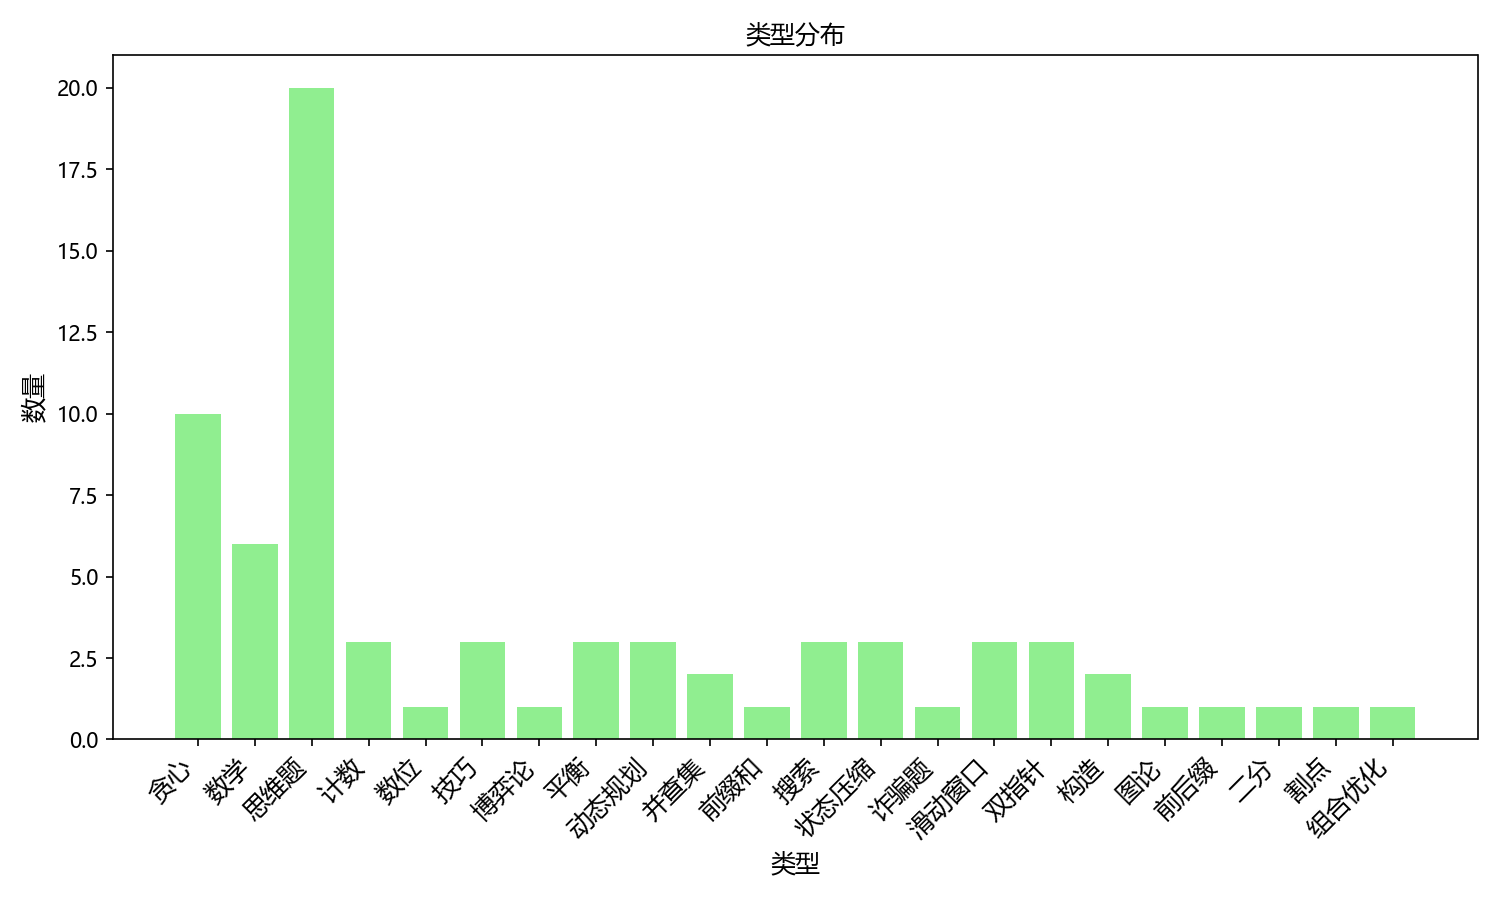 类型分布
数量
20.0
17.5
15.0
12.5
10.0
7.5
5.0
2.5
0.0
贪心
数学
思维题
计数
数位
技巧
博弈论
平衡
动态规划
并查集
前缀和
搜索
状态压缩
诈骗题
滑动窗口
双指针
构造
图论
前后缀
二分
割点
组合优化
类型